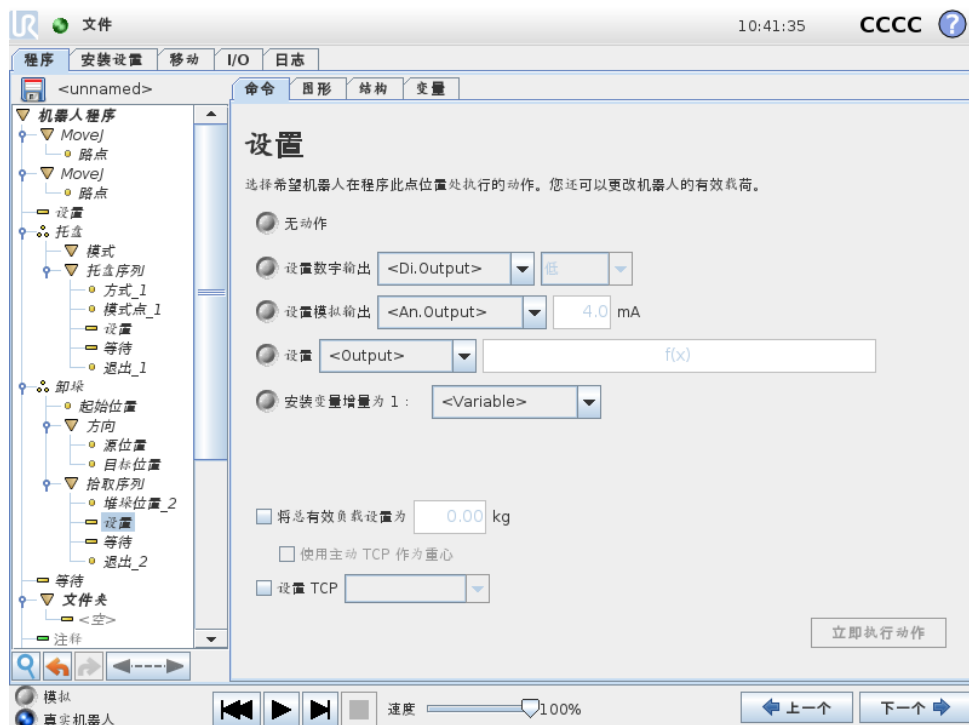 UR 文件 10:41:35 CCCC ?
程序 安装设置 移动 I/O 日志
<unnamed> 命令 图形 结构 变量
机器人程序
MoveJ
路点
MoveJ
路点
设置
托盘
模式
托盘序列
方式_1
模式点_1
设置
等待
退出_1
卸垛
起始位置
方向
源位置
目标位置
拾取序列
堆垛位置_2
设置
等待
退出_2
等待
文件夹
<空>
注释
设置
选择希望机器人在程序此点位置处执行的动作。您还可以更改机器人的有效载荷。
无动作
设置数字输出 <Di.Output> 低
设置模拟输出 <An.Output> 4.0 mA
设置 <Output> f(x)
安装变量增量为 1： <Variable>
将总有效负载设置为 0.00 kg
使用主动 TCP 作为重心
设置 TCP
立即执行动作
模拟
真实机器人
速度 100% 上一个 下一个